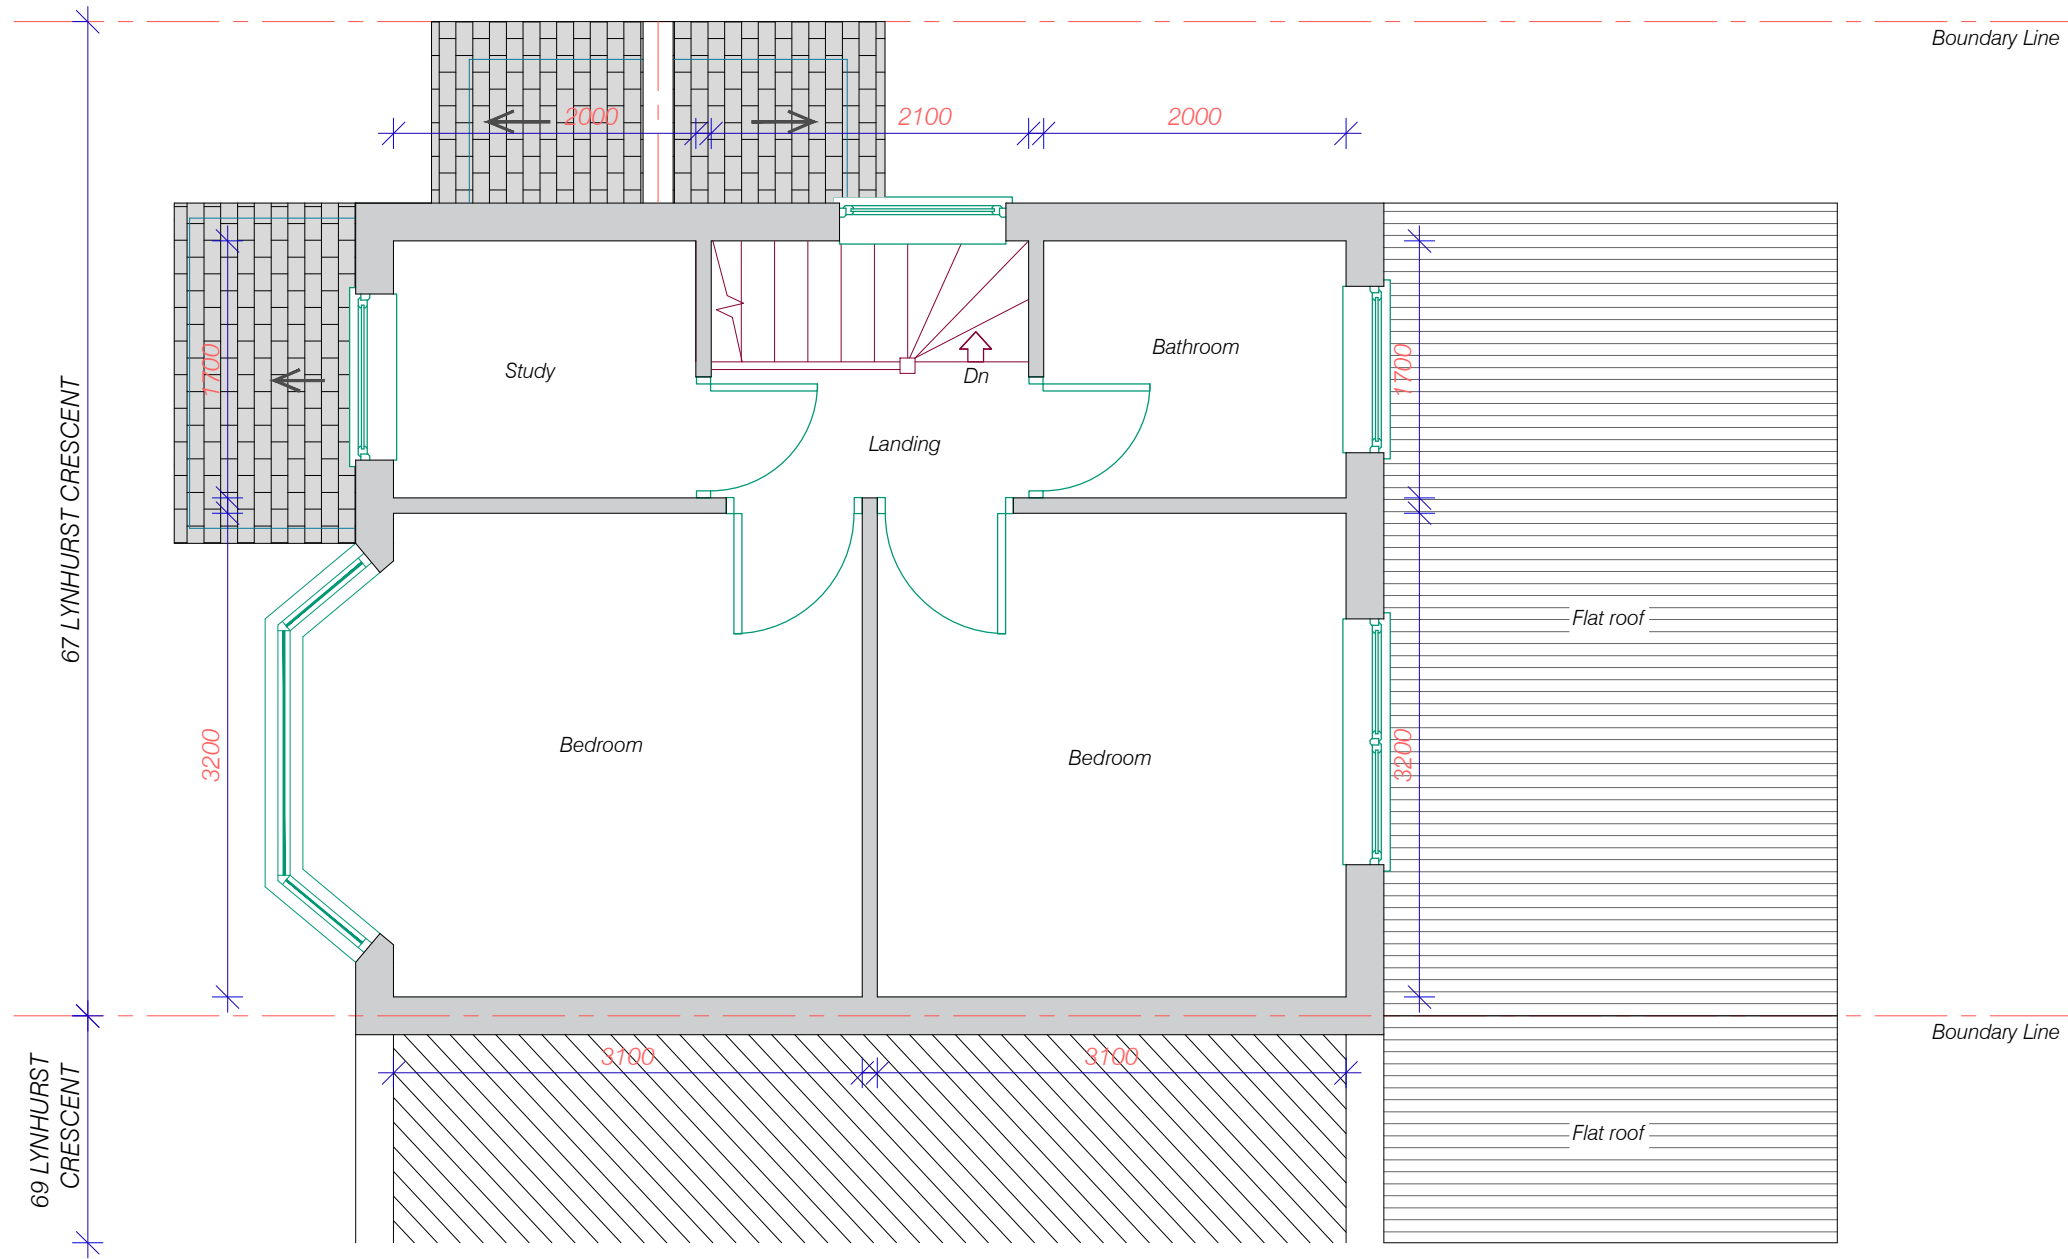 Boundary Line
2000
2100
2000
1700
Study
Bathroom
1700
Dn
Landing
67 LYNHURST CRESCENT
Flat roof
3200
Bedroom
Bedroom
3200
Boundary Line
3100
3100
69 LYNHURST
CRESCENT
Flat roof